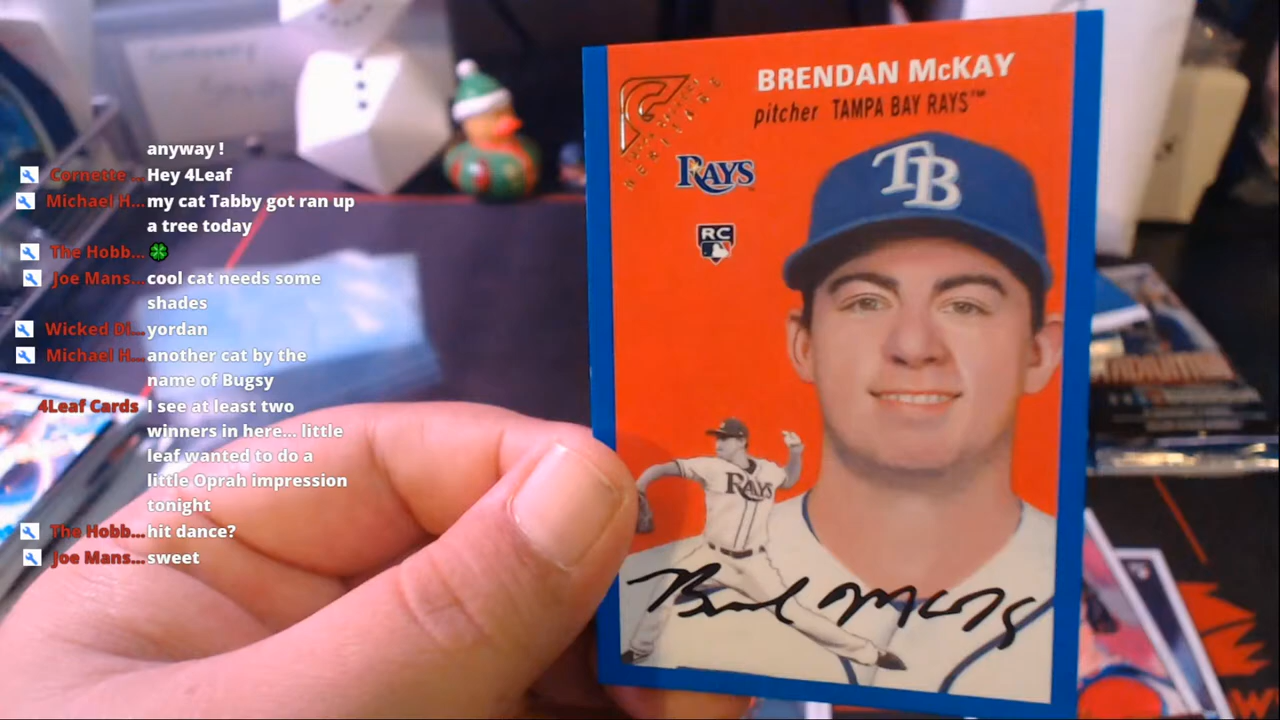 anyway !
Cornette ... Hey 4Leaf
Michael H... my cat Tabby got ran up
a tree today
The Hobb... 🍀
Joe Mans... cool cat needs some
shades
Wicked Di... yordan
Michael H... another cat by the
name of Bugsy
4Leaf Cards I see at least two
winners in here... little
leaf wanted to do a
little Oprah impression
tonight
The Hobb... hit dance?
Joe Mans... sweet
BRENDAN McKAY
pitcher TAMPA BAY RAYS™
RAYS
RC
TB
RAYS